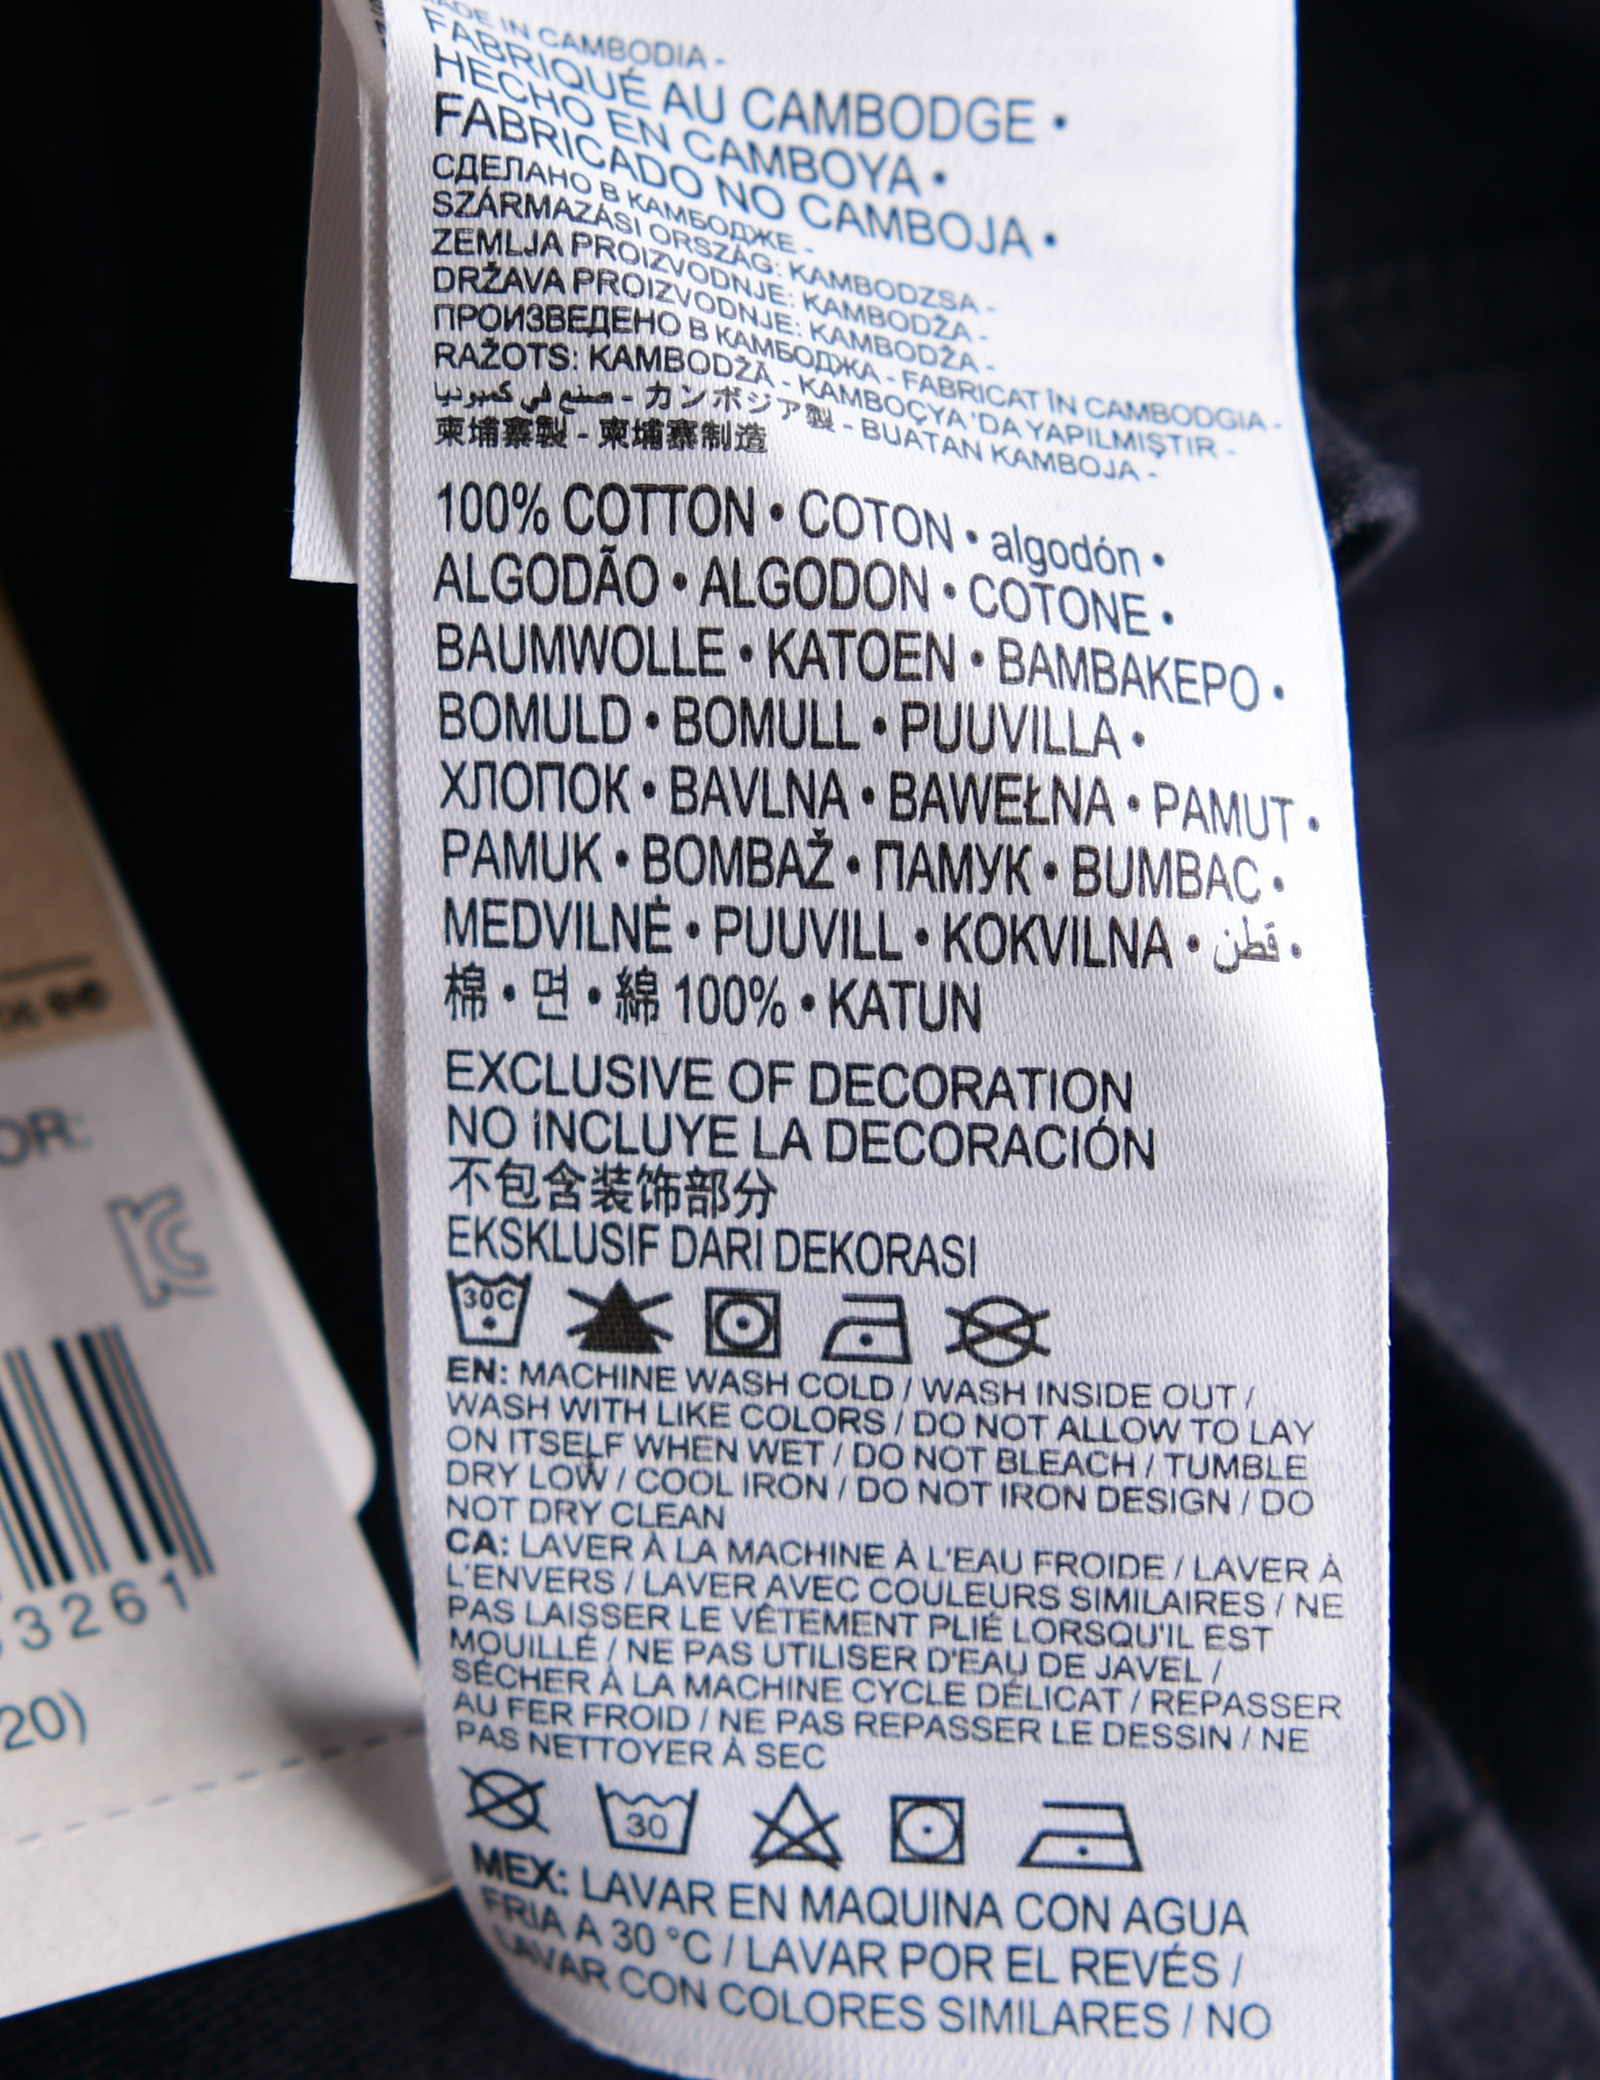 MADE IN CAMBODIA -
FABRIQUÉ AU CAMBODGE •
HECHO EN CAMBOYA •
FABRICADO NO CAMBOJA •
СДЕЛАНО В КАМБОДЖЕ -
SZÁRMAZÁSI ORSZÁG: KAMBODZSA -
ZEMLJA PROIZVODNJE: KAMBODŽA -
DRŽAVA PROIZVODNJE: KAMBODŽA -
ПРОИЗВЕДЕНО В КАМБОДЖА - FABRICAT ÎN CAMBODGIA -
RAŽOTS: KAMBODŽĀ - KAMBOÇYA 'DA YAPILMIŞTIR -
صنع في كمبوديا - カンボジア製 - BUATAN KAMBOJA -
柬埔寨製 - 柬埔寨制造
100% COTTON • COTON • algodón •
ALGODÃO • ALGODON • COTONE •
BAUMWOLLE • KATOEN • BAMBAKEPO •
BOMULD • BOMULL • PUUVILLA •
ХЛОПОК • BAVLNA • BAWEŁNA • PAMUT •
PAMUK • BOMBAŽ • ПАМУК • BUMBAC •
MEDVILNĖ • PUUVILL • KOKVILNA • قطن •
棉 • 면 • 綿 100% • KATUN
EXCLUSIVE OF DECORATION
NO íNCLUYE LA DECORACIÓN
不包含装饰部分
EKSKLUSIF DARI DEKORASI
30C
EN: MACHINE WASH COLD / WASH INSIDE OUT /
WASH WITH LIKE COLORS / DO NOT ALLOW TO LAY
ON ITSELF WHEN WET / DO NOT BLEACH / TUMBLE
DRY LOW / COOL IRON / DO NOT IRON DESIGN / DO
NOT DRY CLEAN
CA: LAVER À LA MACHINE À L'EAU FROIDE / LAVER À
L'ENVERS / LAVER AVEC COULEURS SIMILAIRES / NE
PAS LAISSER LE VÊTEMENT PLIÉ LORSQU'IL EST
MOUILLÉ / NE PAS UTILISER D'EAU DE JAVEL /
SÉCHER À LA MACHINE CYCLE DÉLICAT / REPASSER
AU FER FROID / NE PAS REPASSER LE DESSIN / NE
PAS NETTOYER À SEC
30
MEX: LAVAR EN MAQUINA CON AGUA
FRIA A 30 °C / LAVAR POR EL REVÉS /
LAVAR CON COLORES SIMILARES / NO
OR:
3261
20)